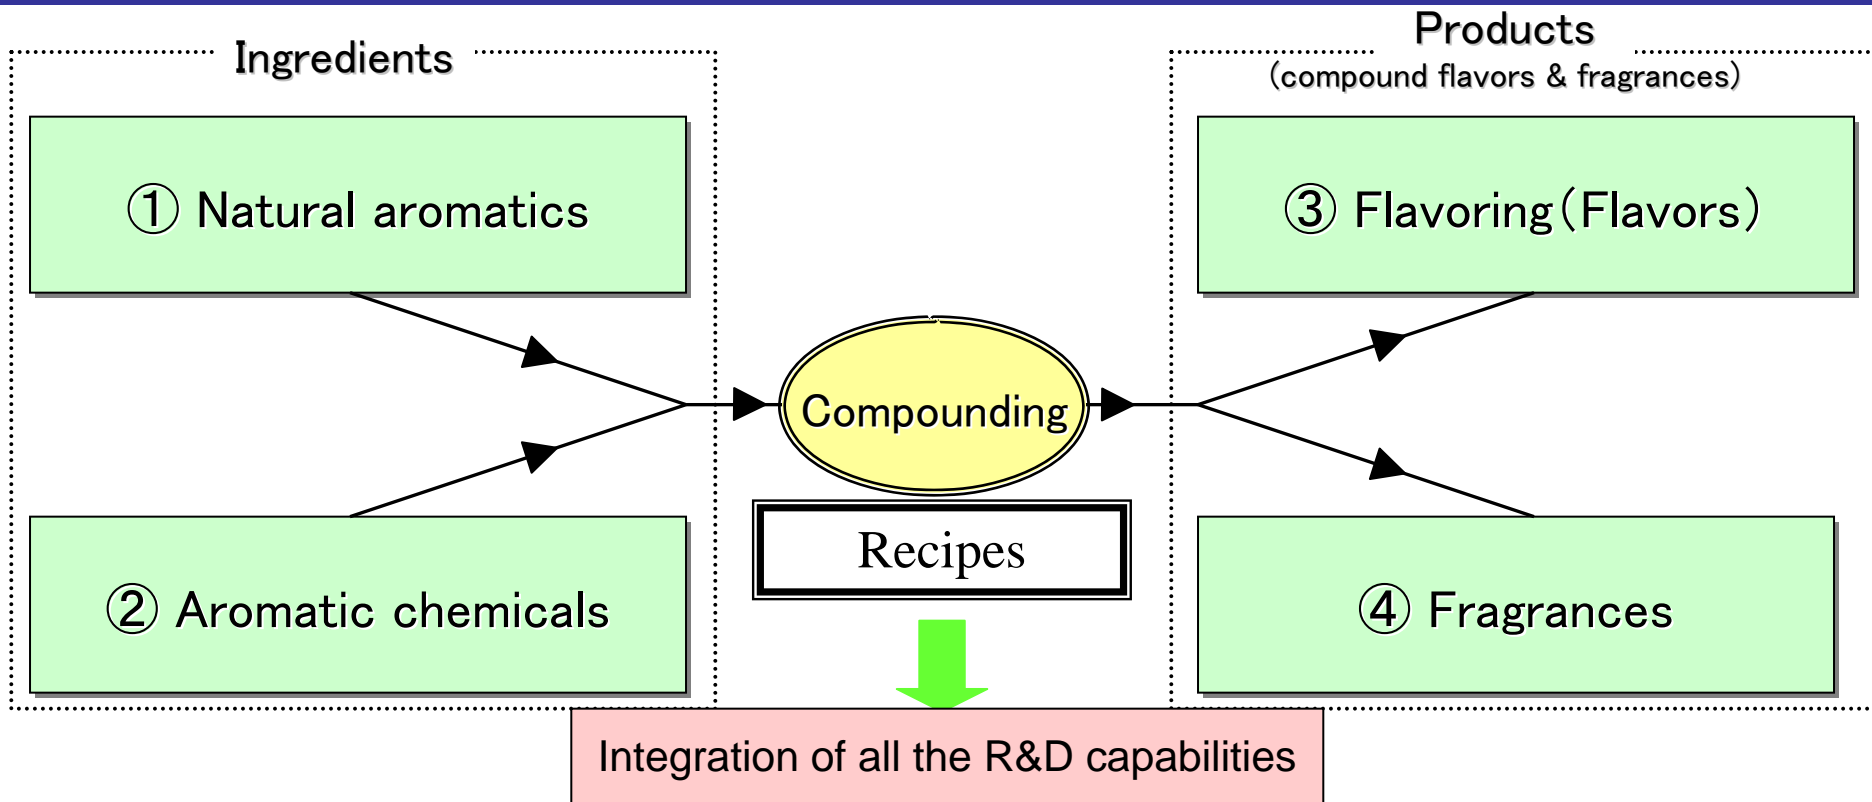 Ingredients
① Natural aromatics
② Aromatic chemicals
Compounding
Recipes
Integration of all the R&D capabilities
Products
(compound flavors & fragrances)
③ Flavoring(Flavors)
④ Fragrances